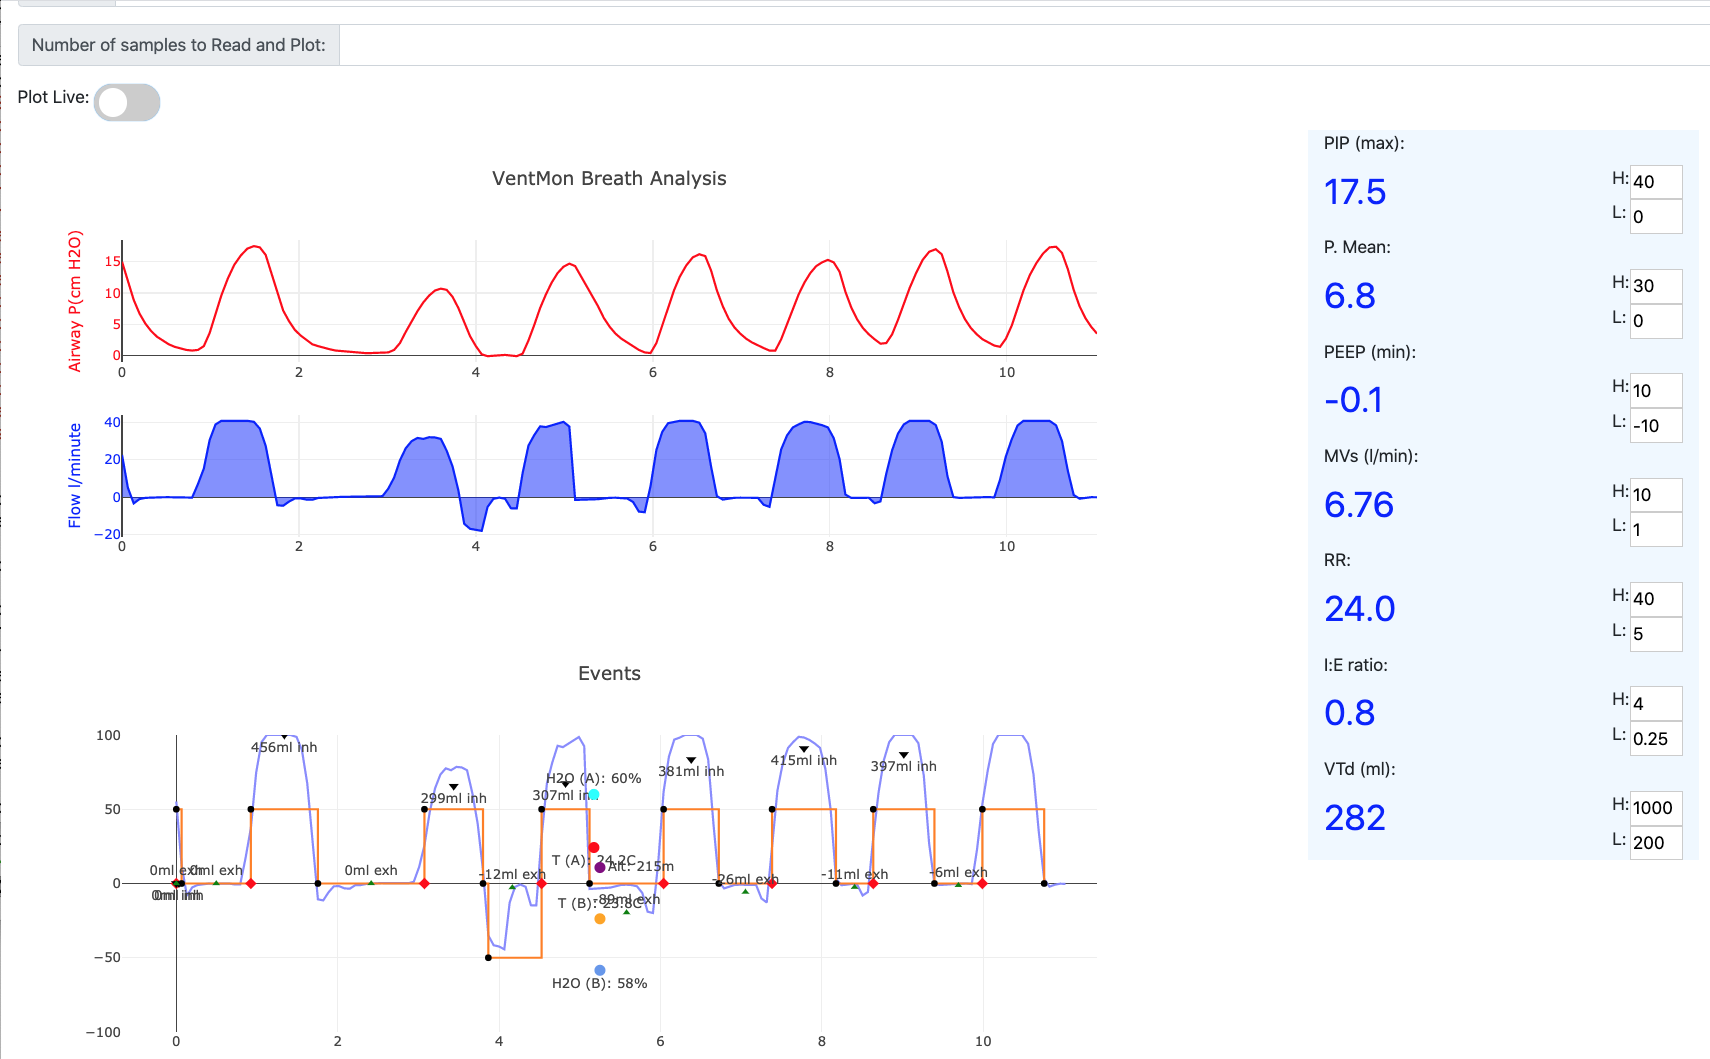 Number of samples to Read and Plot:
Plot Live:
VentMon Breath Analysis
Airway P(cm H2O)
15
10
5
0
0 2 4 6 8 10
Flow l/minute
40
20
0
−20
0 2 4 6 8 10
Events
100
50
0
−50
−100
456ml inh
299ml inh
H2O (A): 60%
307ml inh
381ml inh
415ml inh
397ml inh
T (A): 24.2C
Alt: 215m
0ml exh
0ml exh
0ml exh
-12ml exh
-26ml exh
-11ml exh
-6ml exh
0ml inh
0ml inh
-89ml exh
T (B): 23.8C
H2O (B): 58%
0 2 4 6 8 10
PIP (max):
17.5
H: 40
L: 0
P. Mean:
6.8
H: 30
L: 0
PEEP (min):
-0.1
H: 10
L: -10
MVs (l/min):
6.76
H: 10
L: 1
RR:
24.0
H: 40
L: 5
I:E ratio:
0.8
H: 4
L: 0.25
VTd (ml):
282
H: 1000
L: 200